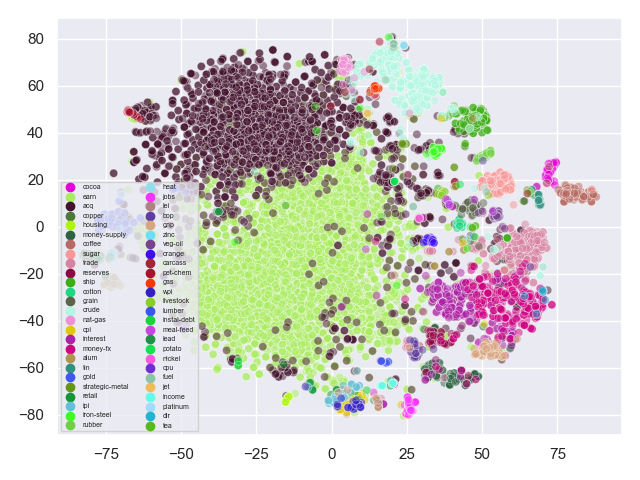 80
60
40
20
0
−20
−40
−60
−80
−75
−50
−25
0
25
50
75
cocoa
earn
acq
copper
housing
money-supply
coffee
sugar
trade
reserves
ship
cotton
grain
crude
nat-gas
cpi
interest
money-fx
alum
tin
gold
strategic-metal
retail
ipi
iron-steel
rubber
heat
jobs
lei
bop
gnp
zinc
veg-oil
orange
carcass
pet-chem
gas
wpi
livestock
lumber
instal-debt
meal-feed
lead
potato
nickel
cpu
fuel
jet
income
platinum
dlr
tea